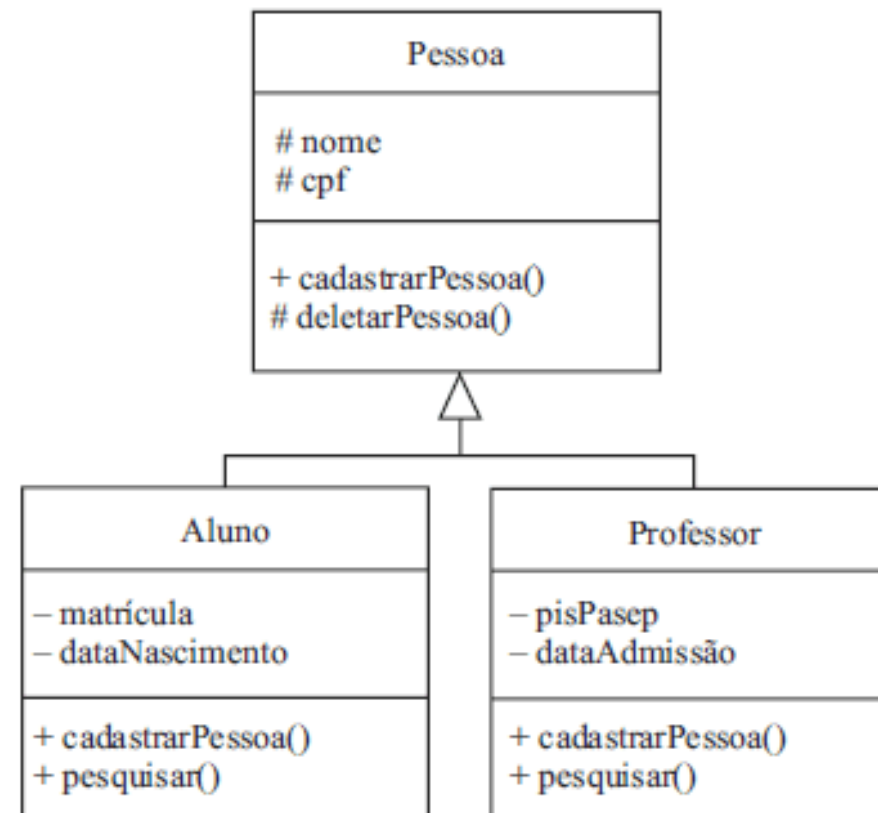 Pessoa
# nome
# cpf
+ cadastrarPessoa()
# deletarPessoa()
Aluno
– matrícula
– dataNascimento
+ cadastrarPessoa()
+ pesquisar()
Professor
– pisPasep
– dataAdmissão
+ cadastrarPessoa()
+ pesquisar()